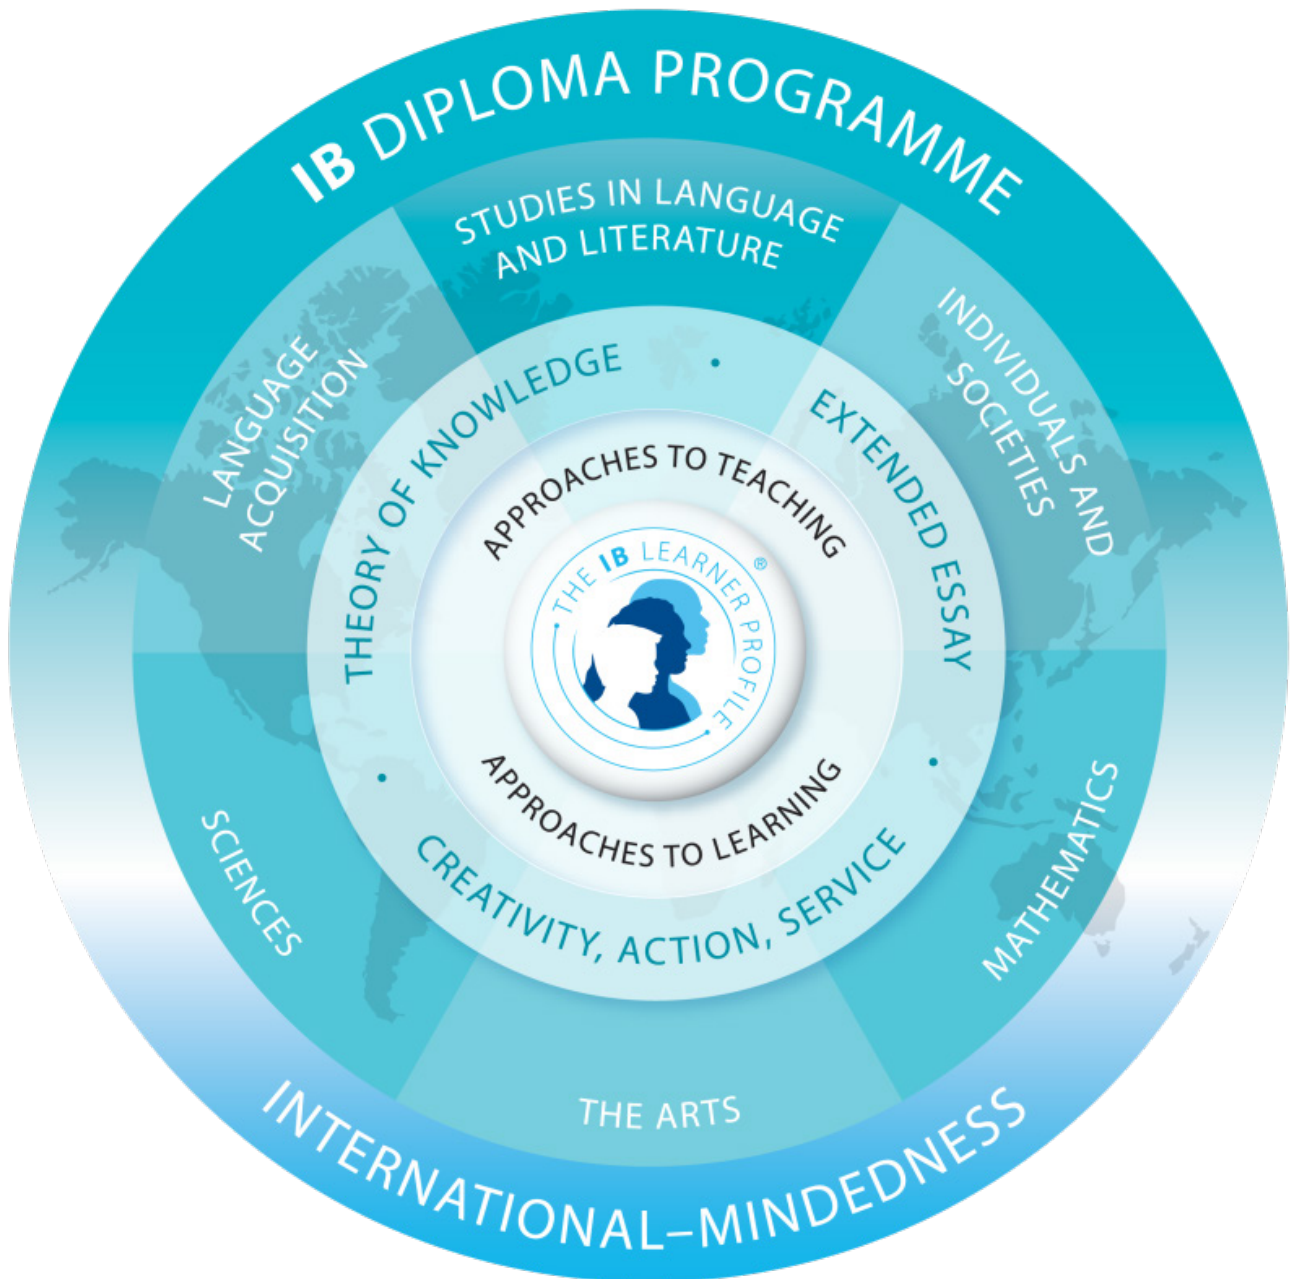 IB DIPLOMA PROGRAMME
STUDIES IN LANGUAGE
AND LITERATURE
LANGUAGE
ACQUISITION
INDIVIDUALS AND
SOCIETIES
THEORY OF KNOWLEDGE
•
EXTENDED ESSAY
APPROACHES TO TEACHING
• THE IB LEARNER PROFILE •
®
APPROACHES TO LEARNING
•
•
CREATIVITY, ACTION, SERVICE
SCIENCES
MATHEMATICS
THE ARTS
INTERNATIONAL–MINDEDNESS